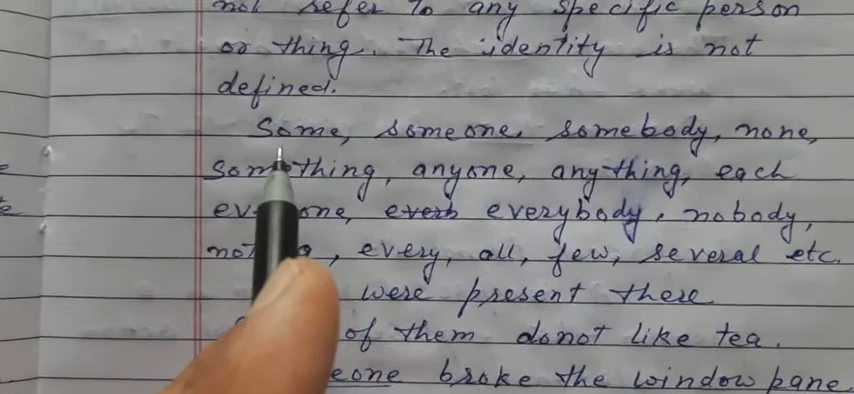 not refer to any specific person
or thing. The identity is not
defined.
Some, someone, somebody, none,
something, anyone, anything, each
everyone, everybody, nobody,
, every, all, few, several etc.
were present there
of them donot like tea.
broke the window pane.